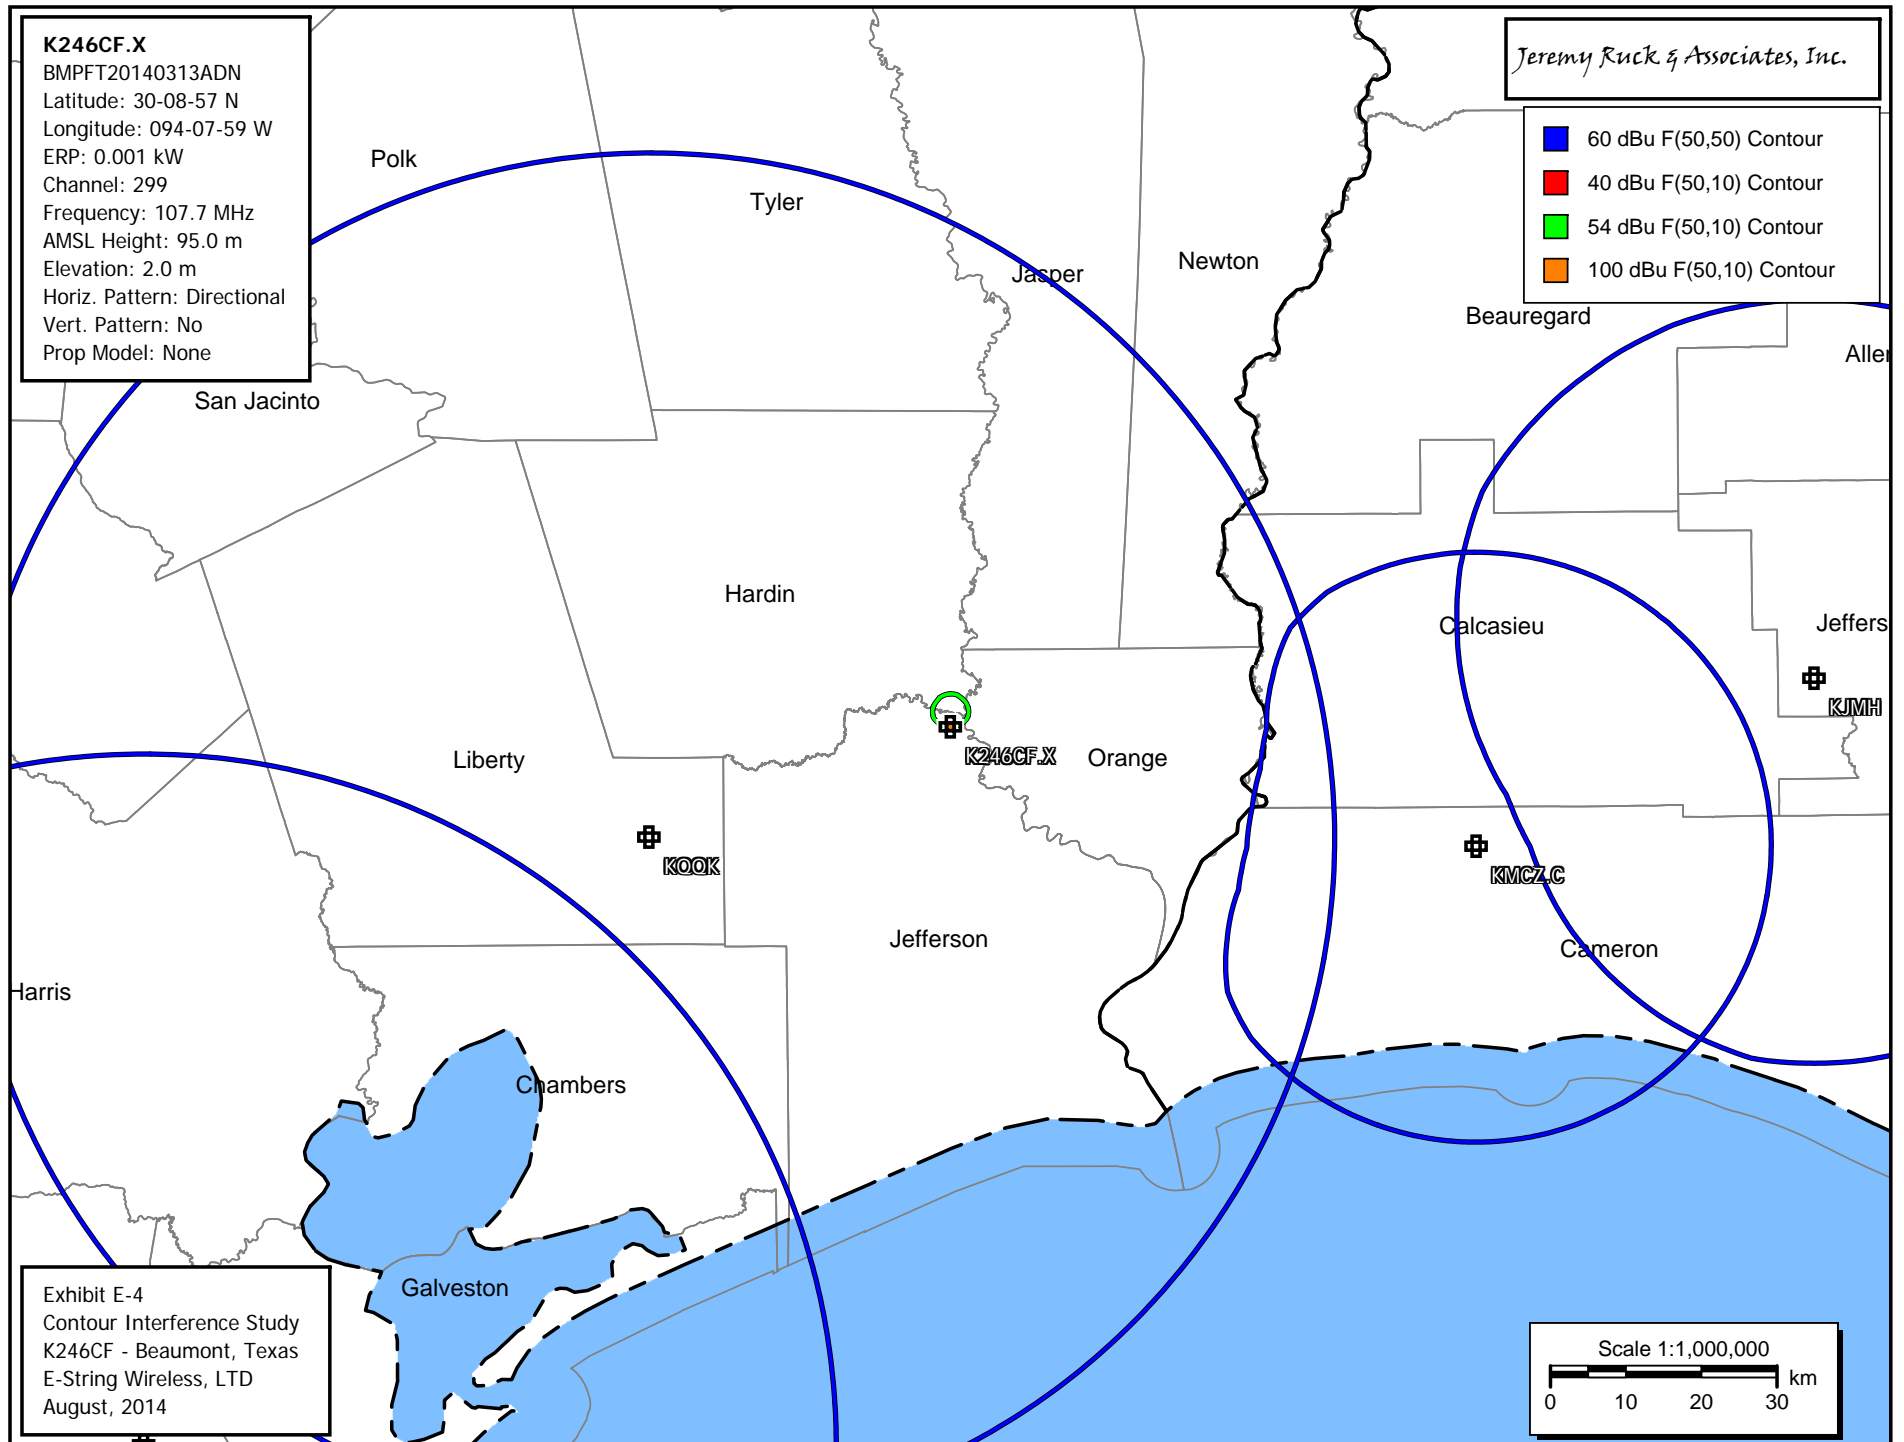 K246CF.X
BMPFT20140313ADN
Latitude: 30-08-57 N
Longitude: 094-07-59 W
ERP: 0.001 kW
Channel: 299
Frequency: 107.7 MHz
AMSL Height: 95.0 m
Elevation: 2.0 m
Horiz. Pattern: Directional
Vert. Pattern: No
Prop Model: None
Jeremy Ruck & Associates, Inc.
60 dBu F(50,50) Contour
40 dBu F(50,10) Contour
54 dBu F(50,10) Contour
100 dBu F(50,10) Contour
Polk
Tyler
Jasper
Newton
Beauregard
Aller
San Jacinto
Hardin
Calcasieu
Jeffers
KJMH
K246CF.X
Liberty
Orange
KOOK
KMCZ.C
Jefferson
Cameron
Harris
Chambers
Galveston
Exhibit E-4
Contour Interference Study
K246CF - Beaumont, Texas
E-String Wireless, LTD
August, 2014
Scale 1:1,000,000
km
0 10 20 30